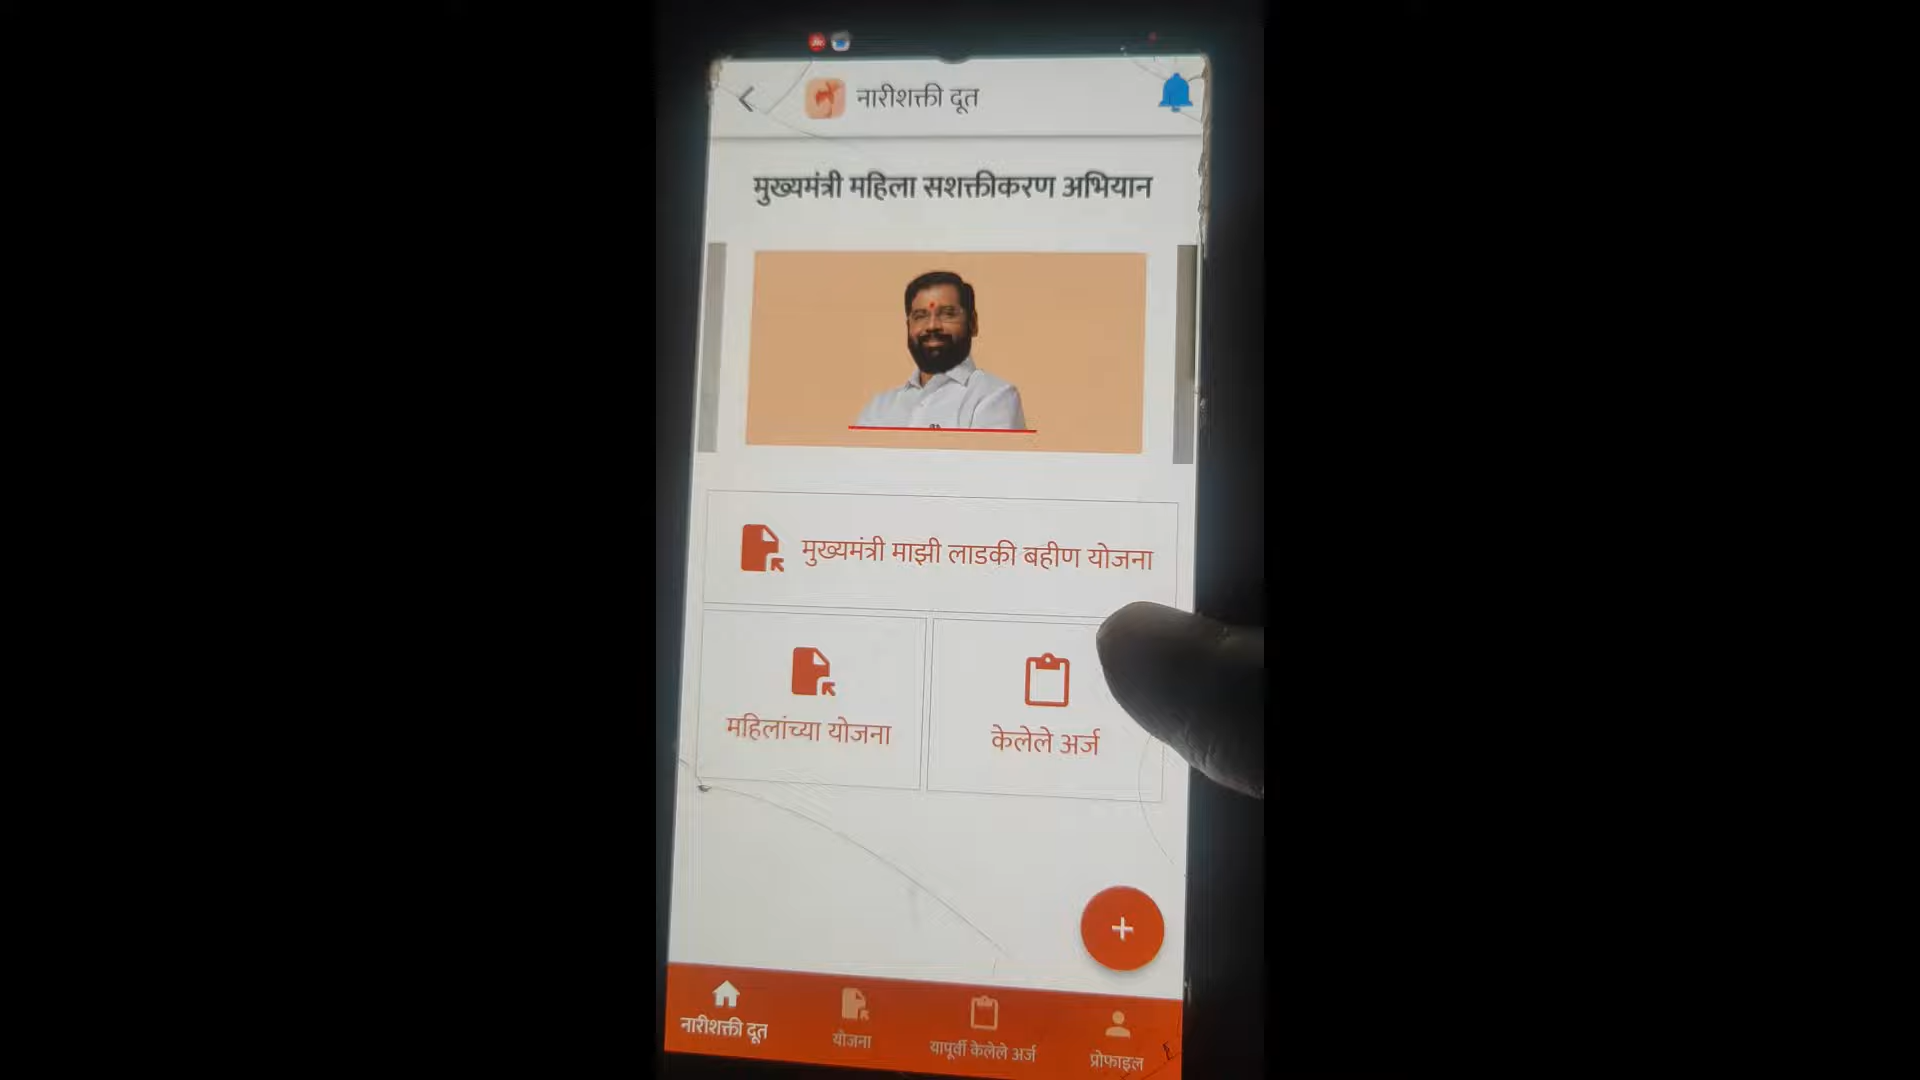 नारीशक्ती दूत
मुख्यमंत्री महिला सशक्तीकरण अभियान
मुख्यमंत्री माझी लाडकी बहीण योजना
महिलांच्या योजना
केलेले अर्ज
+
नारीशक्ती दूत
योजना
यापूर्वी केलेले अर्ज
प्रोफाइल